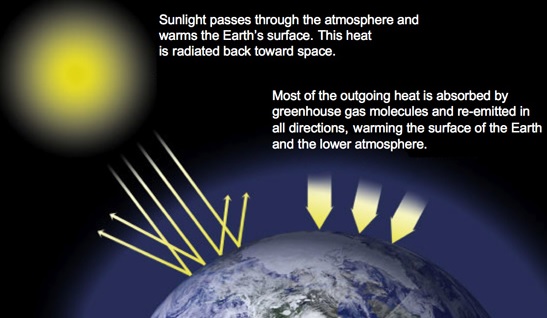 Sunlight passes through the atmosphere and
warms the Earth's surface. This heat
is radiated back toward space.
Most of the outgoing heat is absorbed by
greenhouse gas molecules and re-emitted in
all directions, warming the surface of the Earth
and the lower atmosphere.